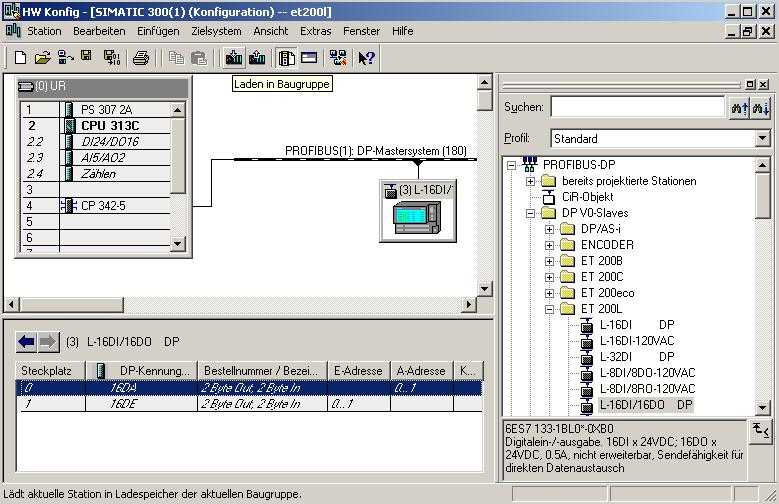 HW Konfig - [SIMATIC 300(1) (Konfiguration) -- et200l]
Station Bearbeiten Einfügen Zielsystem Ansicht Extras Fenster Hilfe
Laden in Baugruppe
(0) UR
1 PS 307 2A
2 CPU 313C
2.2 DI24/DO16
2.3 AI5/AO2
2.4 Zählen
3
4 CP 342-5
5
6
7
PROFIBUS(1): DP-Mastersystem (180)
(3) L-16DI/
Suchen:
Profil: Standard
PROFIBUS-DP
bereits projektierte Stationen
CiR-Objekt
DP V0-Slaves
DP/AS-i
ENCODER
ET 200B
ET 200C
ET 200eco
ET 200L
L-16DI DP
L-16DI-120VAC
L-32DI DP
L-8DI/8DO-120VAC
L-8DI/8RO-120VAC
L-16DI/16DO DP
(3) L-16DI/16DO DP
Steckplatz DP-Kennung... Bestellnummer / Bezei... E-Adresse A-Adresse K...
0 16DA 2 Byte Out, 2 Byte In 0...1
1 16DE 2 Byte Out, 2 Byte In 0...1
6ES7 133-1BL0*-0XB0
Digitalein-/-ausgabe. 16DI x 24VDC; 16DO x
24VDC, 0.5A, nicht erweiterbar, Sendefähigkeit für
direkten Datenaustausch
Lädt aktuelle Station in Ladespeicher der aktuellen Baugruppe.